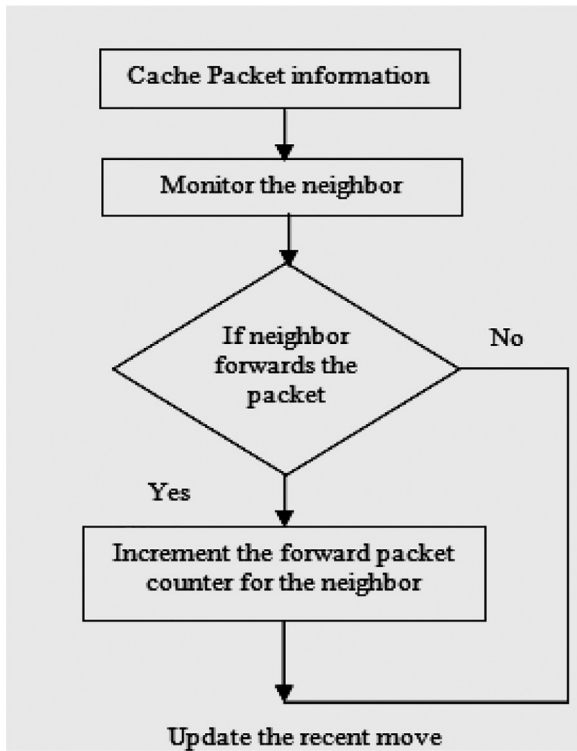 Cache Packet information
Monitor the neighbor
If neighbor
forwards the
packet
No
Yes
Increment the forward packet
counter for the neighbor
Update the recent move